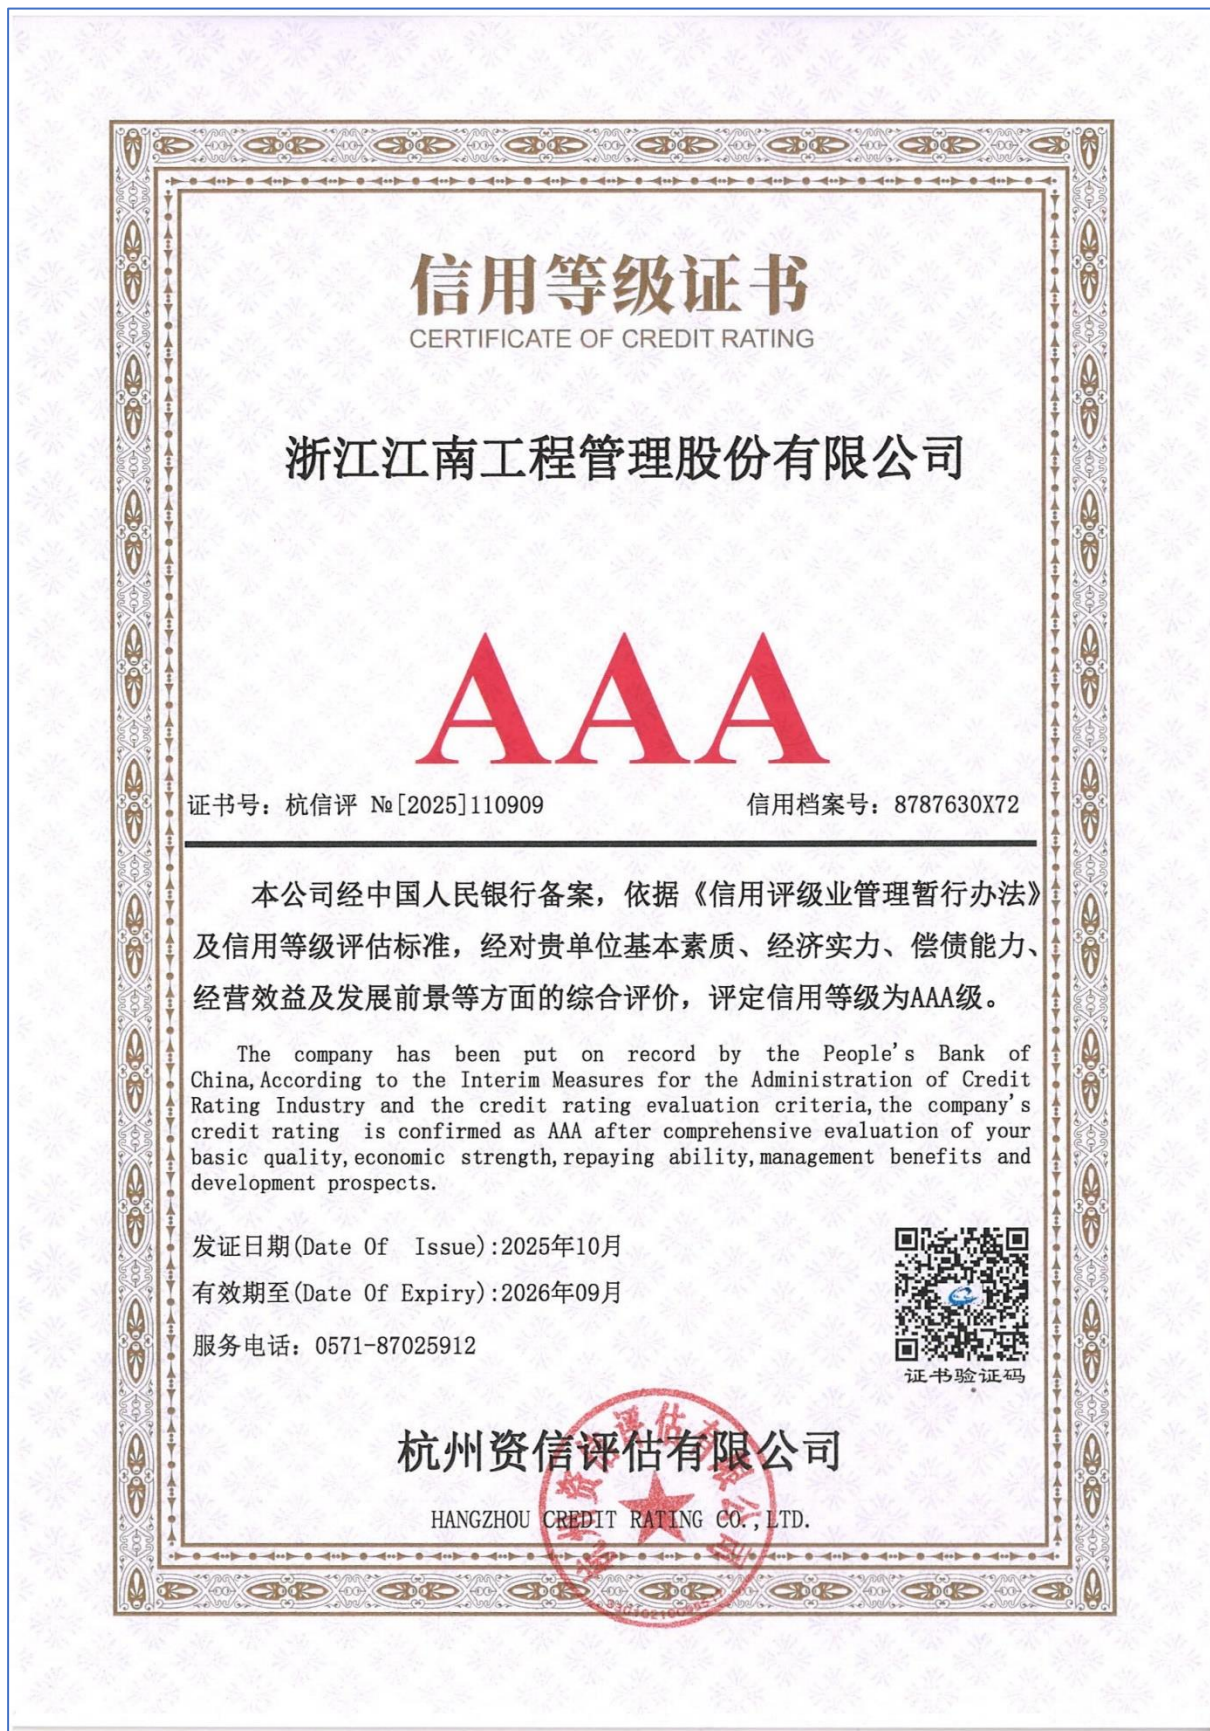 信用等级证书
CERTIFICATE OF CREDIT RATING
浙江江南工程管理股份有限公司
AAA
证书号：杭信评 №[2025]110909
信用档案号：8787630X72
本公司经中国人民银行备案，依据《信用评级业管理暂行办法》
及信用等级评估标准，经对贵单位基本素质、经济实力、偿债能力、
经营效益及发展前景等方面的综合评价，评定信用等级为AAA级。
The company has been put on record by the People's Bank of
China,According to the Interim Measures for the Administration of Credit
Rating Industry and the credit rating evaluation criteria,the company's
credit rating is confirmed as AAA after comprehensive evaluation of your
basic quality,economic strength,repaying ability,management benefits and
development prospects.
发证日期(Date Of Issue):2025年10月
有效期至(Date Of Expiry):2026年09月
服务电话：0571-87025912
证书验证码
杭州资信评估有限公司
HANGZHOU CREDIT RATING CO.,LTD.
杭州资信评估有限公司